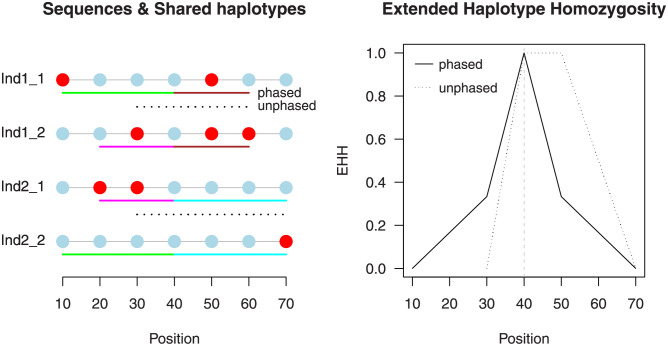 Sequences & Shared haplotypes
Ind1_1
phased
unphased
Ind1_2
Ind2_1
Ind2_2
10 20 30 40 50 60 70
Position
Extended Haplotype Homozygosity
phased
unphased
EHH
1.0
0.8
0.6
0.4
0.2
0.0
10 20 30 40 50 60 70
Position